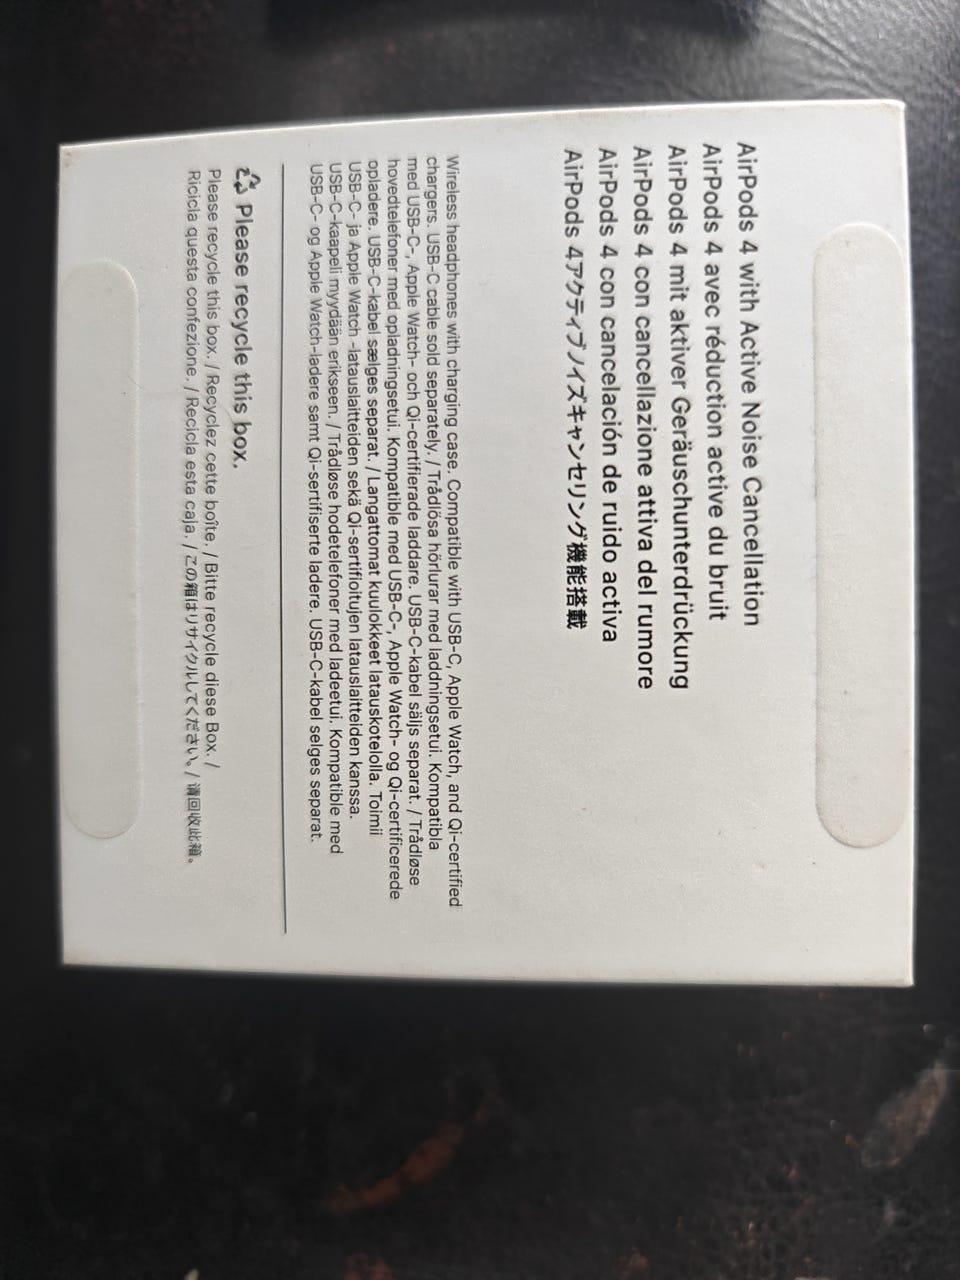 AirPods 4 with Active Noise Cancellation
AirPods 4 avec réduction active du bruit
AirPods 4 mit aktiver Geräuschunterdrückung
AirPods 4 con cancellazione attiva del rumore
AirPods 4 con cancelación de ruido activa
AirPods 4アクティブノイズキャンセリング機能搭載
Wireless headphones with charging case. Compatible with USB-C, Apple Watch, and Qi-certified
chargers. USB-C cable sold separately. / Trådlösa hörlurar med laddningsetui. Kompatibla
med USB-C-, Apple Watch- och Qi-certifierade laddare. USB-C-kabel säljs separat. / Trådløse
hovedtelefoner med opladningsetui. Kompatible med USB-C-, Apple Watch- og Qi-certificerede
opladere. USB-C-kabel sælges separat. / Langattomat kuulokkeet latauskotelolla. Toimii
USB-C- ja Apple Watch -latauslaitteiden sekä Qi-sertifioitujen latauslaitteiden kanssa.
USB-C-kaapeli myydään erikseen. / Trådløse hodetelefoner med ladeetui. Kompatible med
USB-C- og Apple Watch-ladere samt Qi-sertifiserte ladere. USB-C-kabel selges separat.
Please recycle this box.
Please recycle this box. / Recyclez cette boîte. / Bitte recycle diese Box. /
Ricicla questa confezione. / Recicla esta caja. / この箱はリサイクルしてください。/ 请回收此箱。